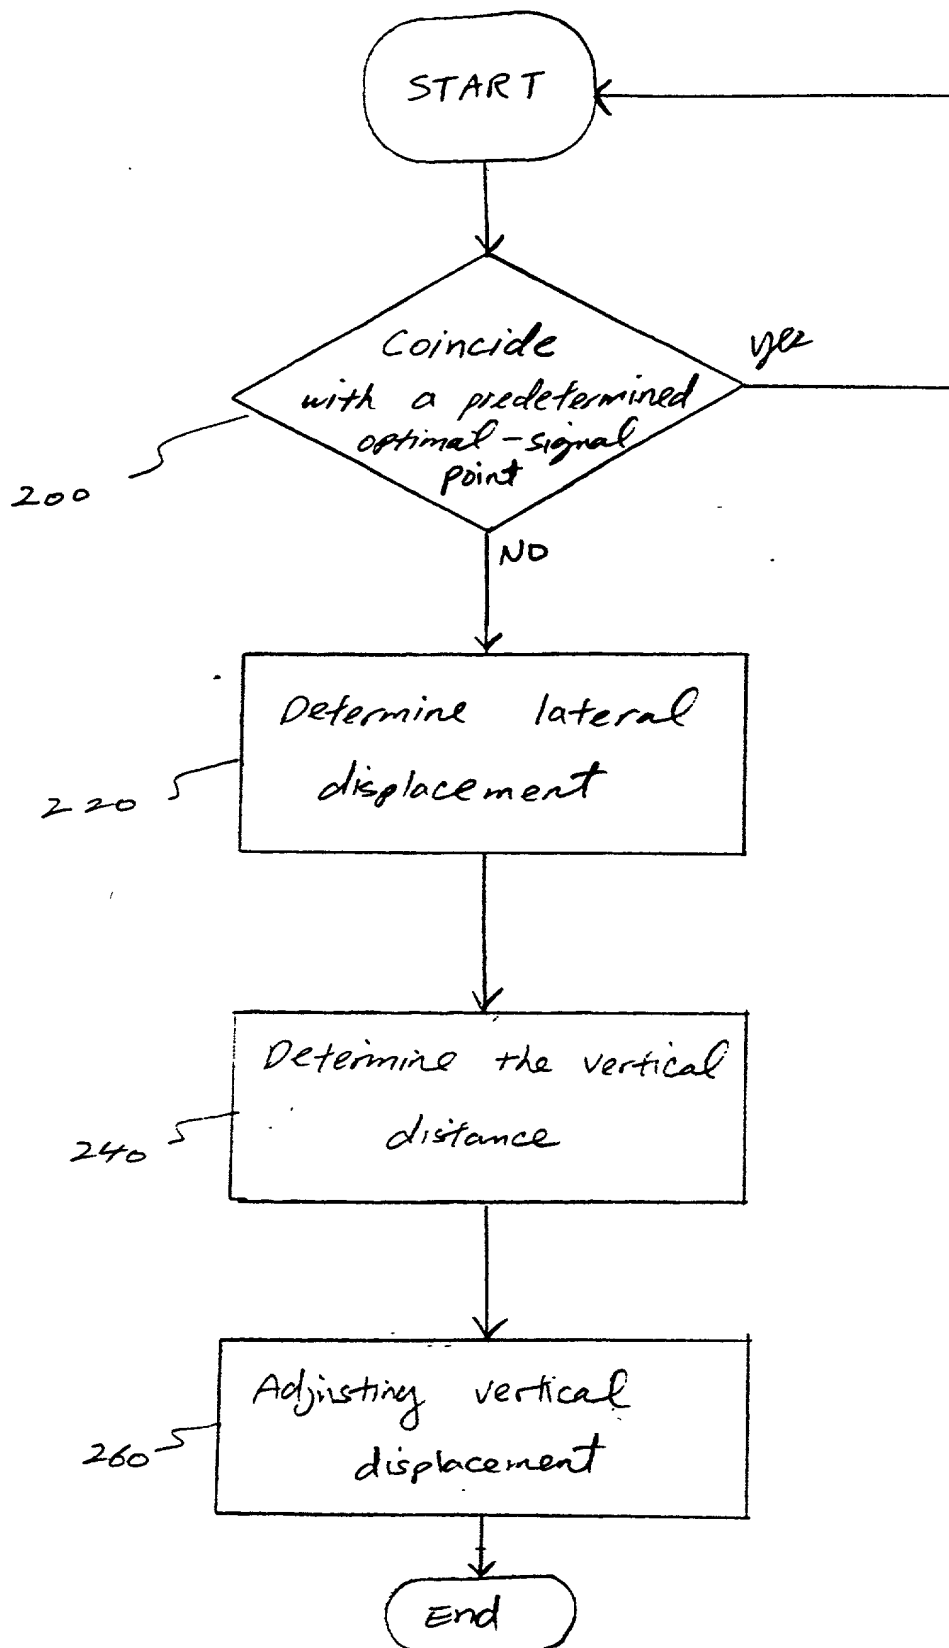 START
Coincide
with a predetermined
optimal-signal
point
yes
200
NO
Determine lateral
displacement
220
Determine the vertical
distance
240
Adjusting vertical
displacement
260
End